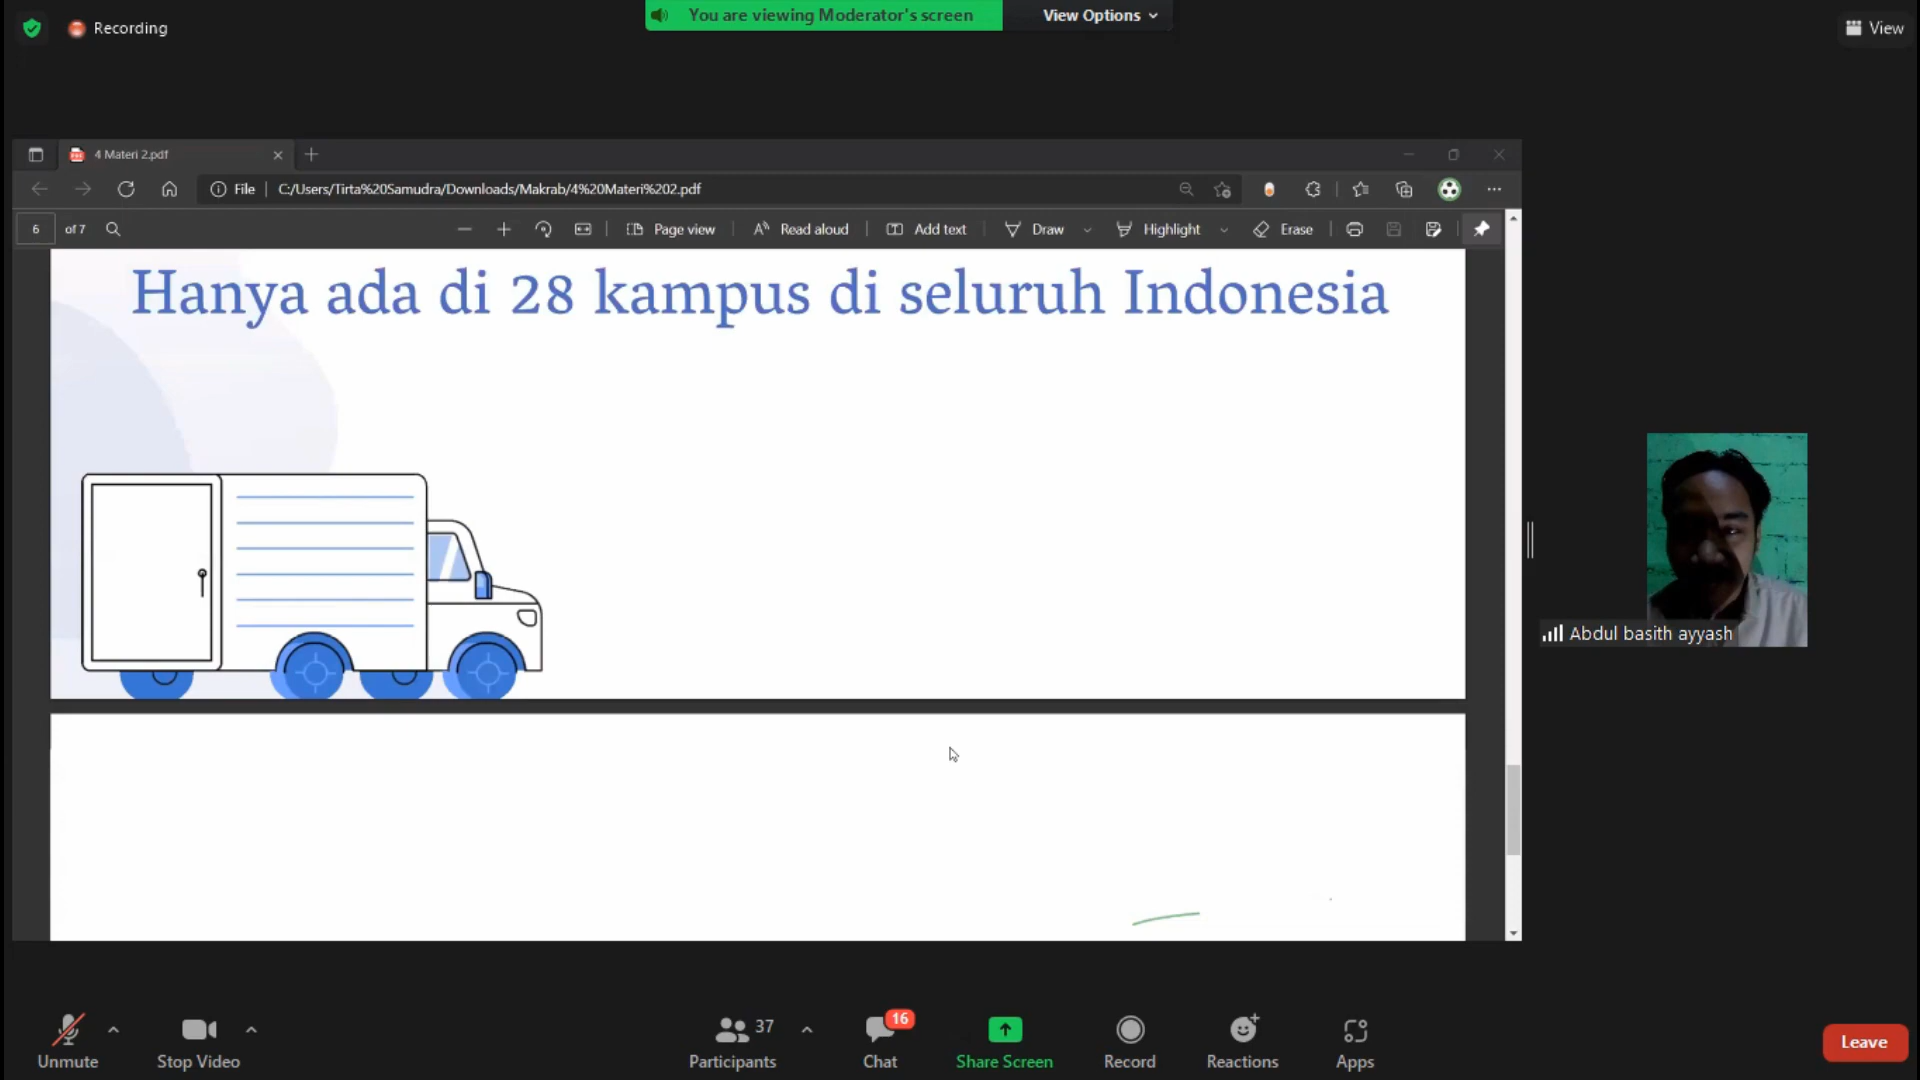 Recording
You are viewing Moderator's screen
View Options
View
4 Materi 2.pdf
File
C:/Users/Tirta%20Samudra/Downloads/Makrab/4%20Materi%202.pdf
6 of 7
Page view
Read aloud
Add text
Draw
Highlight
Erase
Hanya ada di 28 kampus di seluruh Indonesia
Abdul basith ayyash
Unmute
Stop Video
37
Participants
16
Chat
Share Screen
Record
Reactions
Apps
Leave